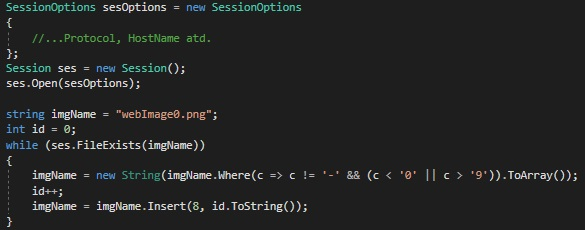 SessionOptions sesOptions = new SessionOptions
{
    //...Protocol, HostName atd.
};
Session ses = new Session();
ses.Open(sesOptions);

string imgName = "webImage0.png";
int id = 0;
while (ses.FileExists(imgName))
{
    imgName = new String(imgName.Where(c => c != '-' && (c < '0' || c > '9')).ToArray());
    id++;
    imgName = imgName.Insert(8, id.ToString());
}